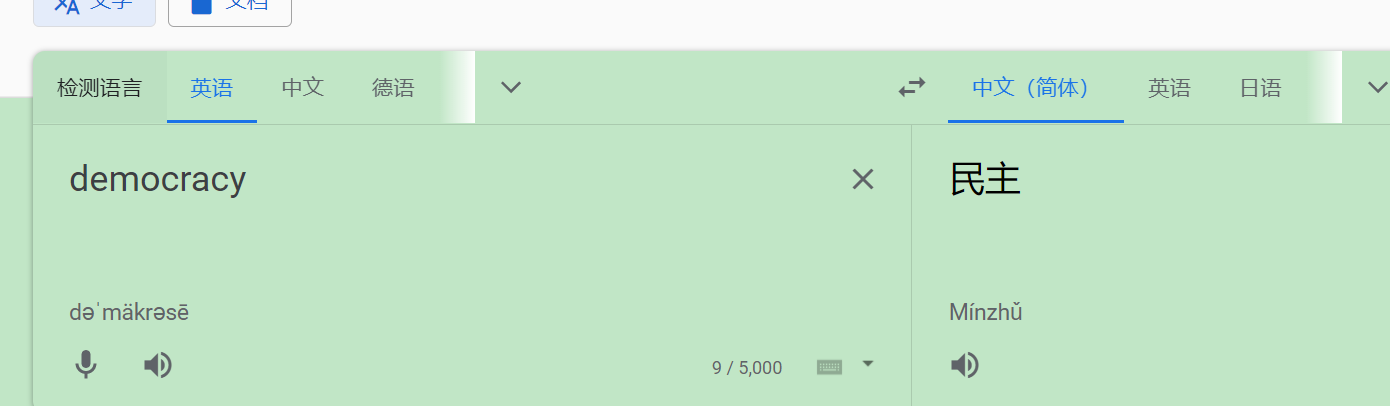 文字 文档
检测语言 英语 中文 德语 中文（简体） 英语 日语
democracy 民主
dəˈmäkrəsē Mínzhǔ
9 / 5,000